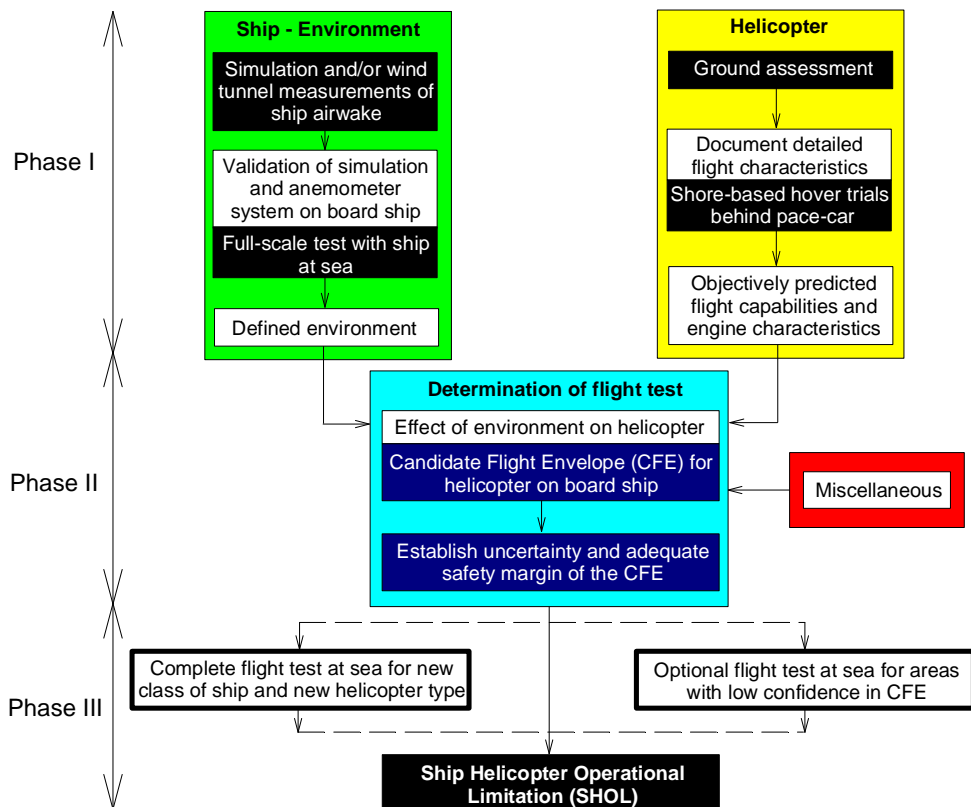 Phase I
Ship - Environment
Simulation and/or wind
tunnel measurements of
ship airwake
Validation of simulation
and anemometer
system on board ship
Full-scale test with ship
at sea
Defined environment
Helicopter
Ground assessment
Document detailed
flight characteristics
Shore-based hover trials
behind pace-car
Objectively predicted
flight capabilities and
engine characteristics
Phase II
Determination of flight test
Effect of environment on helicopter
Candidate Flight Envelope (CFE) for
helicopter on board ship
Establish uncertainty and adequate
safety margin of the CFE
Miscellaneous
Phase III
Complete flight test at sea for new
class of ship and new helicopter type
Optional flight test at sea for areas
with low confidence in CFE
Ship Helicopter Operational
Limitation (SHOL)